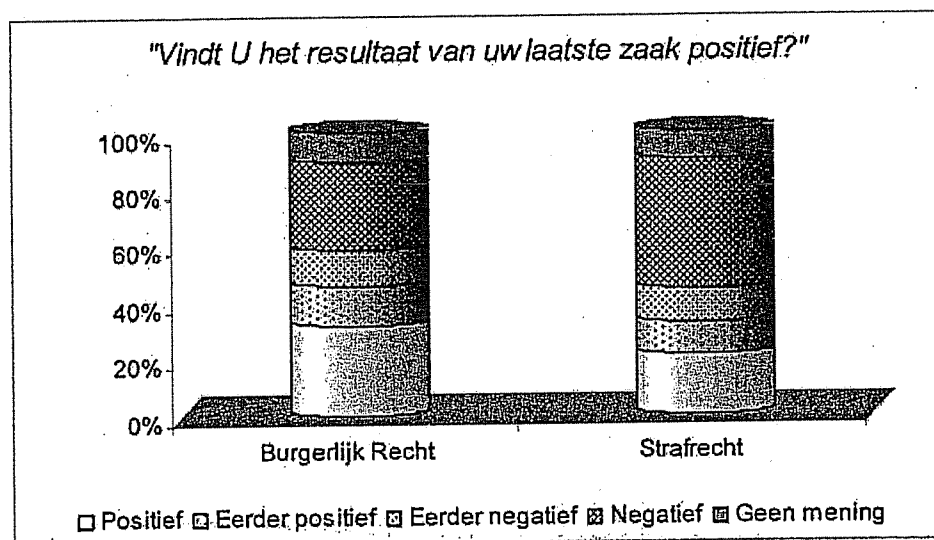 "Vindt U het resultaat van uw laatste zaak positief?"
100%
80%
60%
40%
20%
0%
Burgerlijk Recht Strafrecht
Positief Eerder positief Eerder negatief Negatief Geen mening